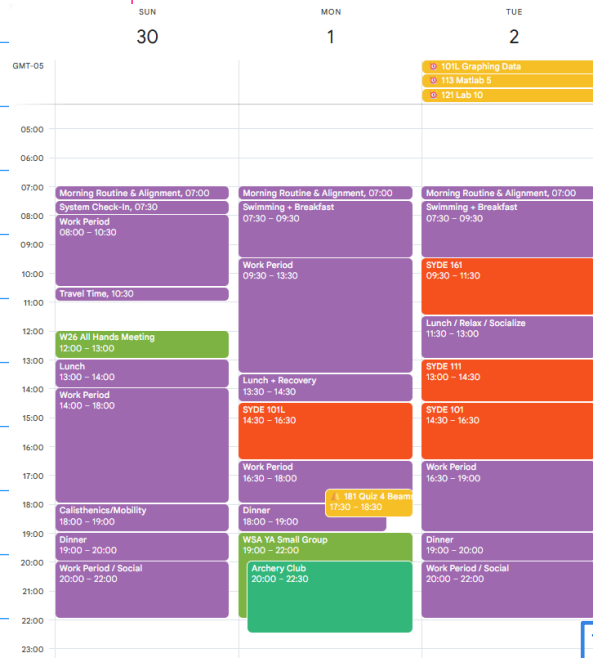 SUN
30
MON
1
TUE
2
GMT-05
101L Graphing Data
113 Matlab 5
121 Lab 10
05:00
06:00
07:00
08:00
09:00
10:00
11:00
12:00
13:00
14:00
15:00
16:00
17:00
18:00
19:00
20:00
21:00
22:00
23:00
Morning Routine & Alignment, 07:00
System Check-In, 07:30
Work Period
08:00 – 10:30
Travel Time, 10:30
W26 All Hands Meeting
12:00 – 13:00
Lunch
13:00 – 14:00
Work Period
14:00 – 18:00
Calisthenics/Mobility
18:00 – 19:00
Dinner
19:00 – 20:00
Work Period / Social
20:00 – 22:00
Morning Routine & Alignment, 07:00
Swimming + Breakfast
07:30 – 09:30
Work Period
09:30 – 13:30
Lunch + Recovery
13:30 – 14:30
SYDE 101L
14:30 – 16:30
Work Period
16:30 – 18:00
181 Quiz 4 Beam
17:30 – 18:30
Dinner
18:00 – 19:00
WSA YA Small Group
19:00 – 22:00
Archery Club
20:00 – 22:30
Morning Routine & Alignment, 07:00
Swimming + Breakfast
07:30 – 09:30
SYDE 161
09:30 – 11:30
Lunch / Relax / Socialize
11:30 – 13:00
SYDE 111
13:00 – 14:30
SYDE 101
14:30 – 16:30
Work Period
16:30 – 19:00
Dinner
19:00 – 20:00
Work Period / Social
20:00 – 22:00